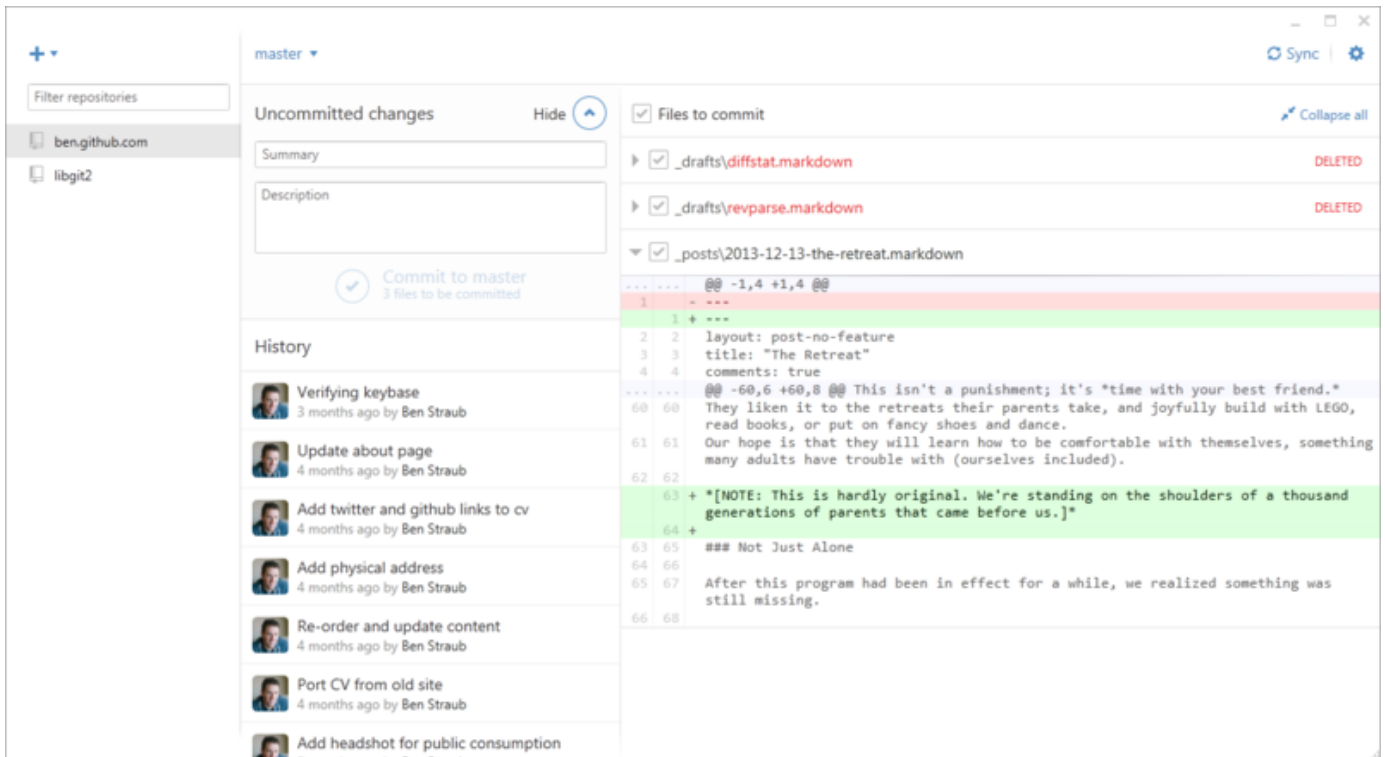 master
Sync
Filter repositories
ben.github.com
libgit2
Uncommitted changes
Hide
Summary
Description
Commit to master
3 files to be committed
History
Verifying keybase
3 months ago by Ben Straub
Update about page
4 months ago by Ben Straub
Add twitter and github links to cv
4 months ago by Ben Straub
Add physical address
4 months ago by Ben Straub
Re-order and update content
4 months ago by Ben Straub
Port CV from old site
4 months ago by Ben Straub
Add headshot for public consumption
Files to commit
Collapse all
_drafts\diffstat.markdown DELETED
_drafts\revparse.markdown DELETED
_posts\2013-12-13-the-retreat.markdown
... ... @@ -1,4 +1,4 @@
1 - ---
1 + ---
2 2 layout: post-no-feature
3 3 title: "The Retreat"
4 4 comments: true
... ... @@ -60,6 +60,8 @@ This isn't a punishment; it's *time with your best friend.*
60 60 They liken it to the retreats their parents take, and joyfully build with LEGO,
read books, or put on fancy shoes and dance.
61 61 Our hope is that they will learn how to be comfortable with themselves, something
many adults have trouble with (ourselves included).
62 62
63 + *[NOTE: This is hardly original. We're standing on the shoulders of a thousand
generations of parents that came before us.]*
64 +
63 65 ### Not Just Alone
64 66
65 67 After this program had been in effect for a while, we realized something was
still missing.
66 68